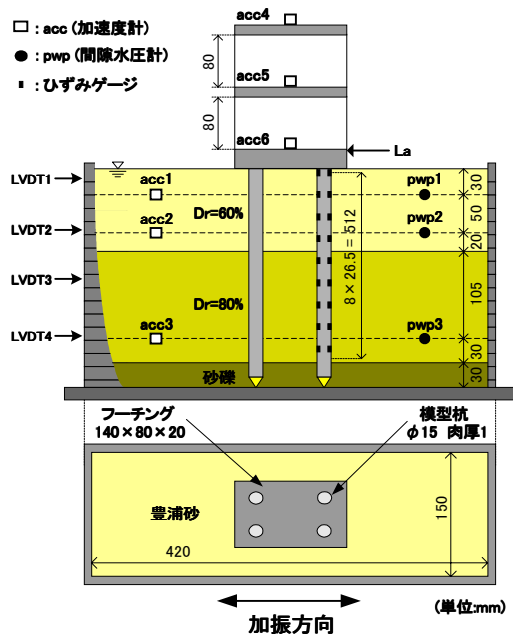 : acc (加速度計)
: pwp (間隙水圧計)
: ひずみゲージ
acc4
80
acc5
80
acc6
La
LVDT1
acc1
pwp1
30
Dr=60%
50
LVDT2
acc2
pwp2
20
8×26.5＝512
LVDT3
Dr=80%
105
LVDT4
acc3
pwp3
30
砂礫
30
フーチング
140×80×20
模型杭
φ15 肉厚1
豊浦砂
150
420
加振方向
(単位:mm)